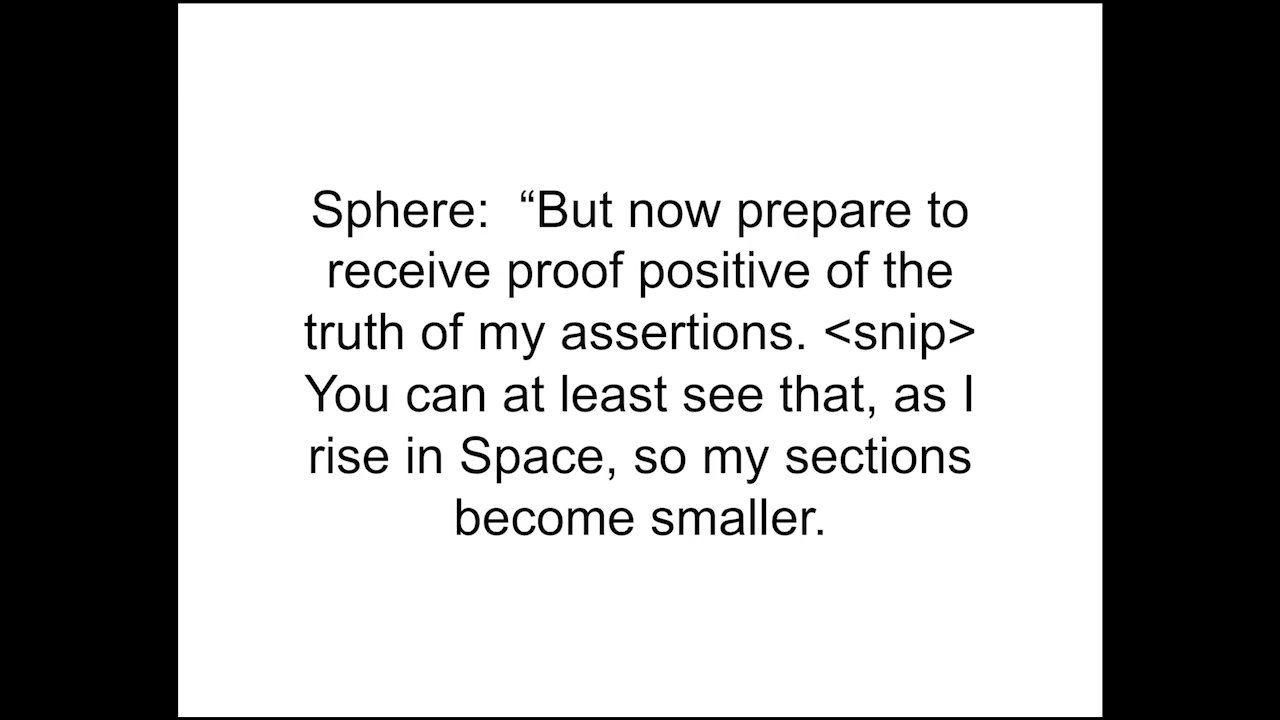 Sphere:  “But now prepare to
receive proof positive of the
truth of my assertions. <snip>
You can at least see that, as I
rise in Space, so my sections
become smaller.